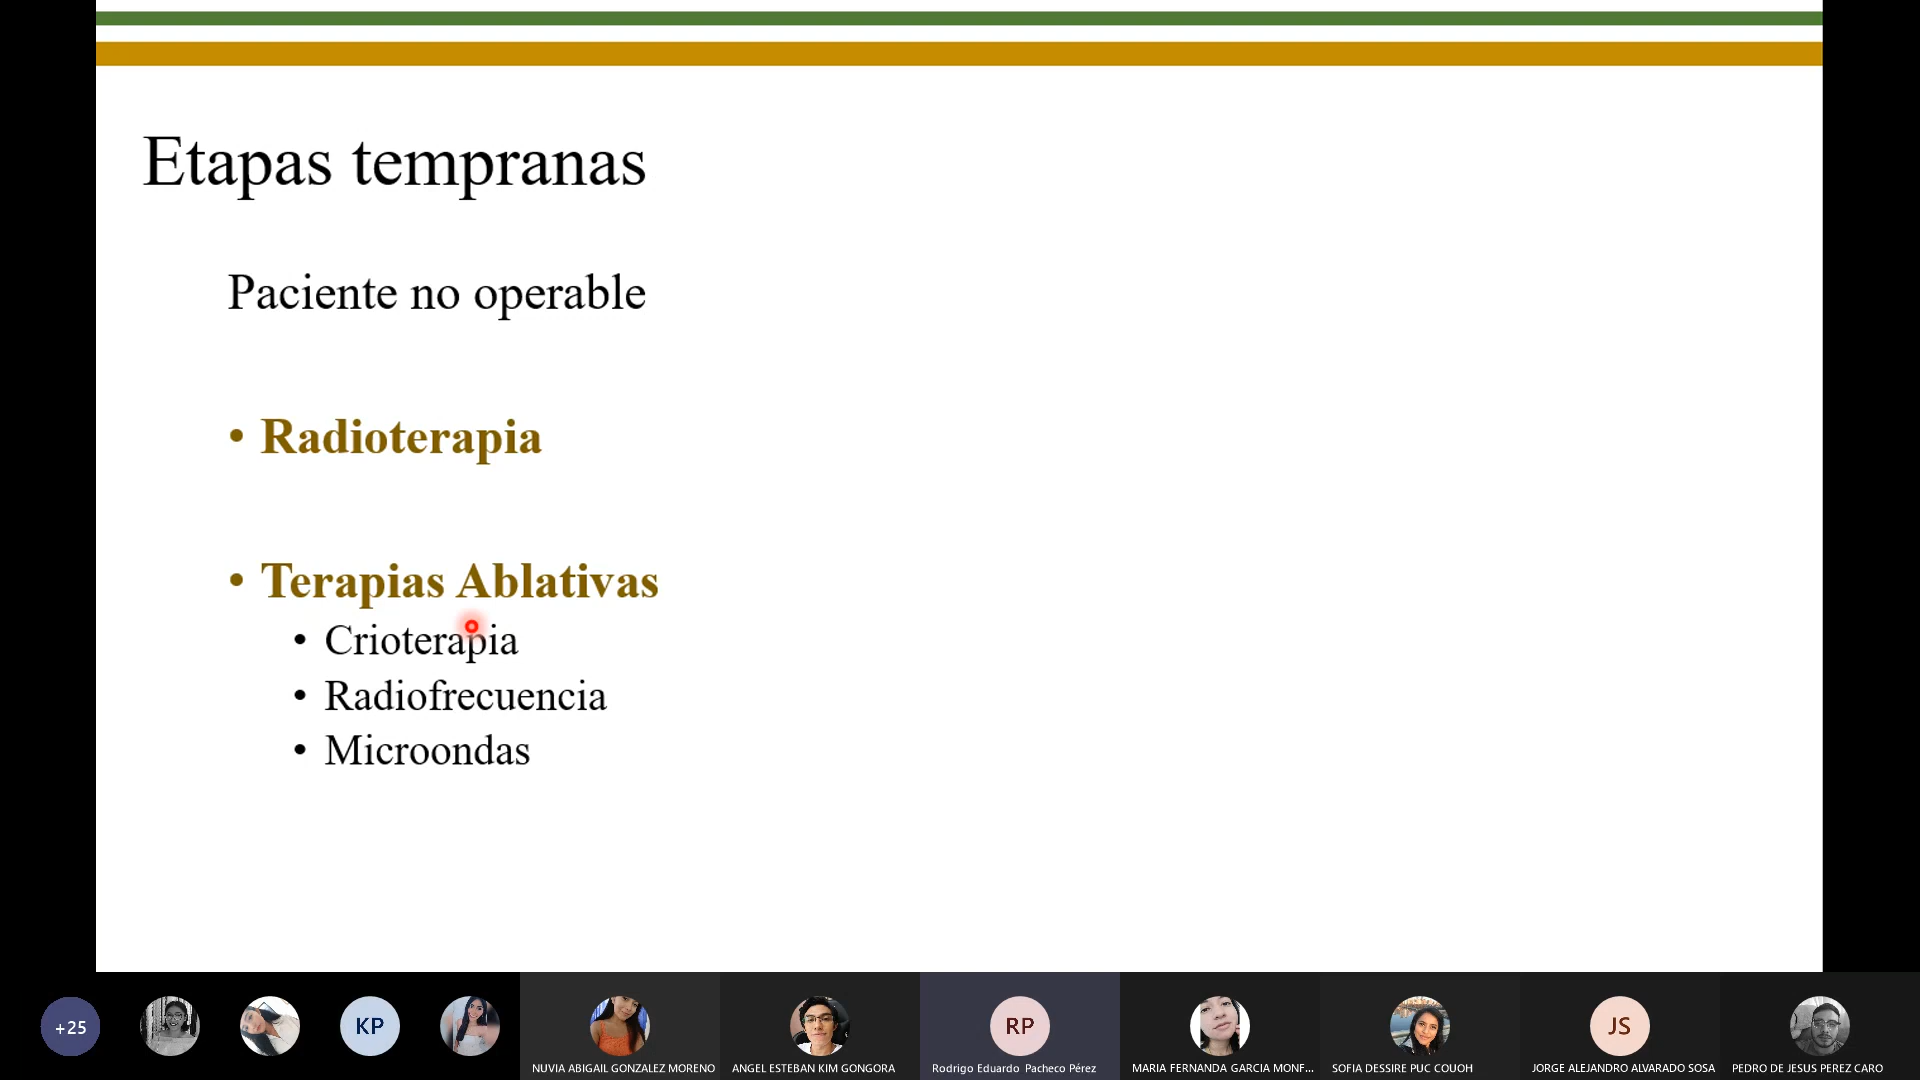 Etapas tempranas
Paciente no operable
• Radioterapia
• Terapias Ablativas
• Crioterapia
• Radiofrecuencia
• Microondas
+25
KP
RP
JS
NUVIA ABIGAIL GONZALEZ MORENO
ANGEL ESTEBAN KIM GONGORA
Rodrigo Eduardo Pacheco Pérez
MARIA FERNANDA GARCIA MONF...
SOFIA DESSIRE PUC COUOH
JORGE ALEJANDRO ALVARADO SOSA
PEDRO DE JESUS PEREZ CARO